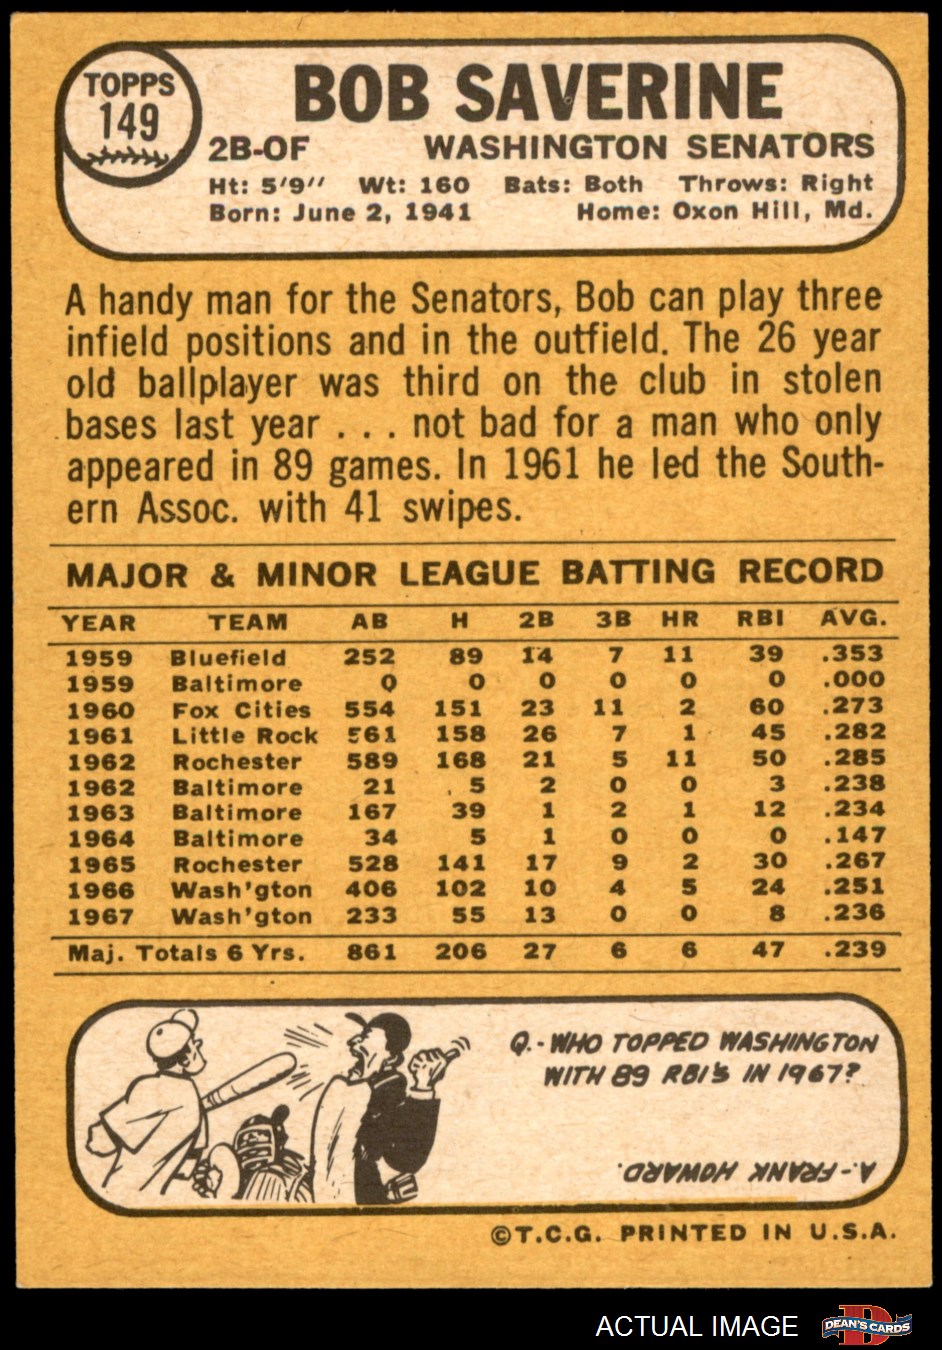 TOPPS
149
BOB SAVERINE
2B-OF WASHINGTON SENATORS
Ht: 5'9" Wt: 160 Bats: Both Throws: Right
Born: June 2, 1941 Home: Oxon Hill, Md.
A handy man for the Senators, Bob can play three
infield positions and in the outfield. The 26 year
old ballplayer was third on the club in stolen
bases last year . . . not bad for a man who only
appeared in 89 games. In 1961 he led the South-
ern Assoc. with 41 swipes.
MAJOR & MINOR LEAGUE BATTING RECORD
YEAR TEAM AB H 2B 3B HR RBI AVG.
1959 Bluefield 252 89 14 7 11 39 .353
1959 Baltimore 0 0 0 0 0 0 .000
1960 Fox Cities 554 151 23 11 2 60 .273
1961 Little Rock 561 158 26 7 1 45 .282
1962 Rochester 589 168 21 5 11 50 .285
1962 Baltimore 21 5 2 0 0 3 .238
1963 Baltimore 167 39 1 2 1 12 .234
1964 Baltimore 34 5 1 0 0 0 .147
1965 Rochester 528 141 17 9 2 30 .267
1966 Wash'gton 406 102 10 4 5 24 .251
1967 Wash'gton 233 55 13 0 0 8 .236
Maj. Totals 6 Yrs. 861 206 27 6 6 47 .239
Q.-WHO TOPPED WASHINGTON
WITH 89 RBI'S IN 1967?
A.-FRANK HOWARD.
©T.C.G. PRINTED IN U.S.A.
ACTUAL IMAGE
D
DEAN'S CARDS